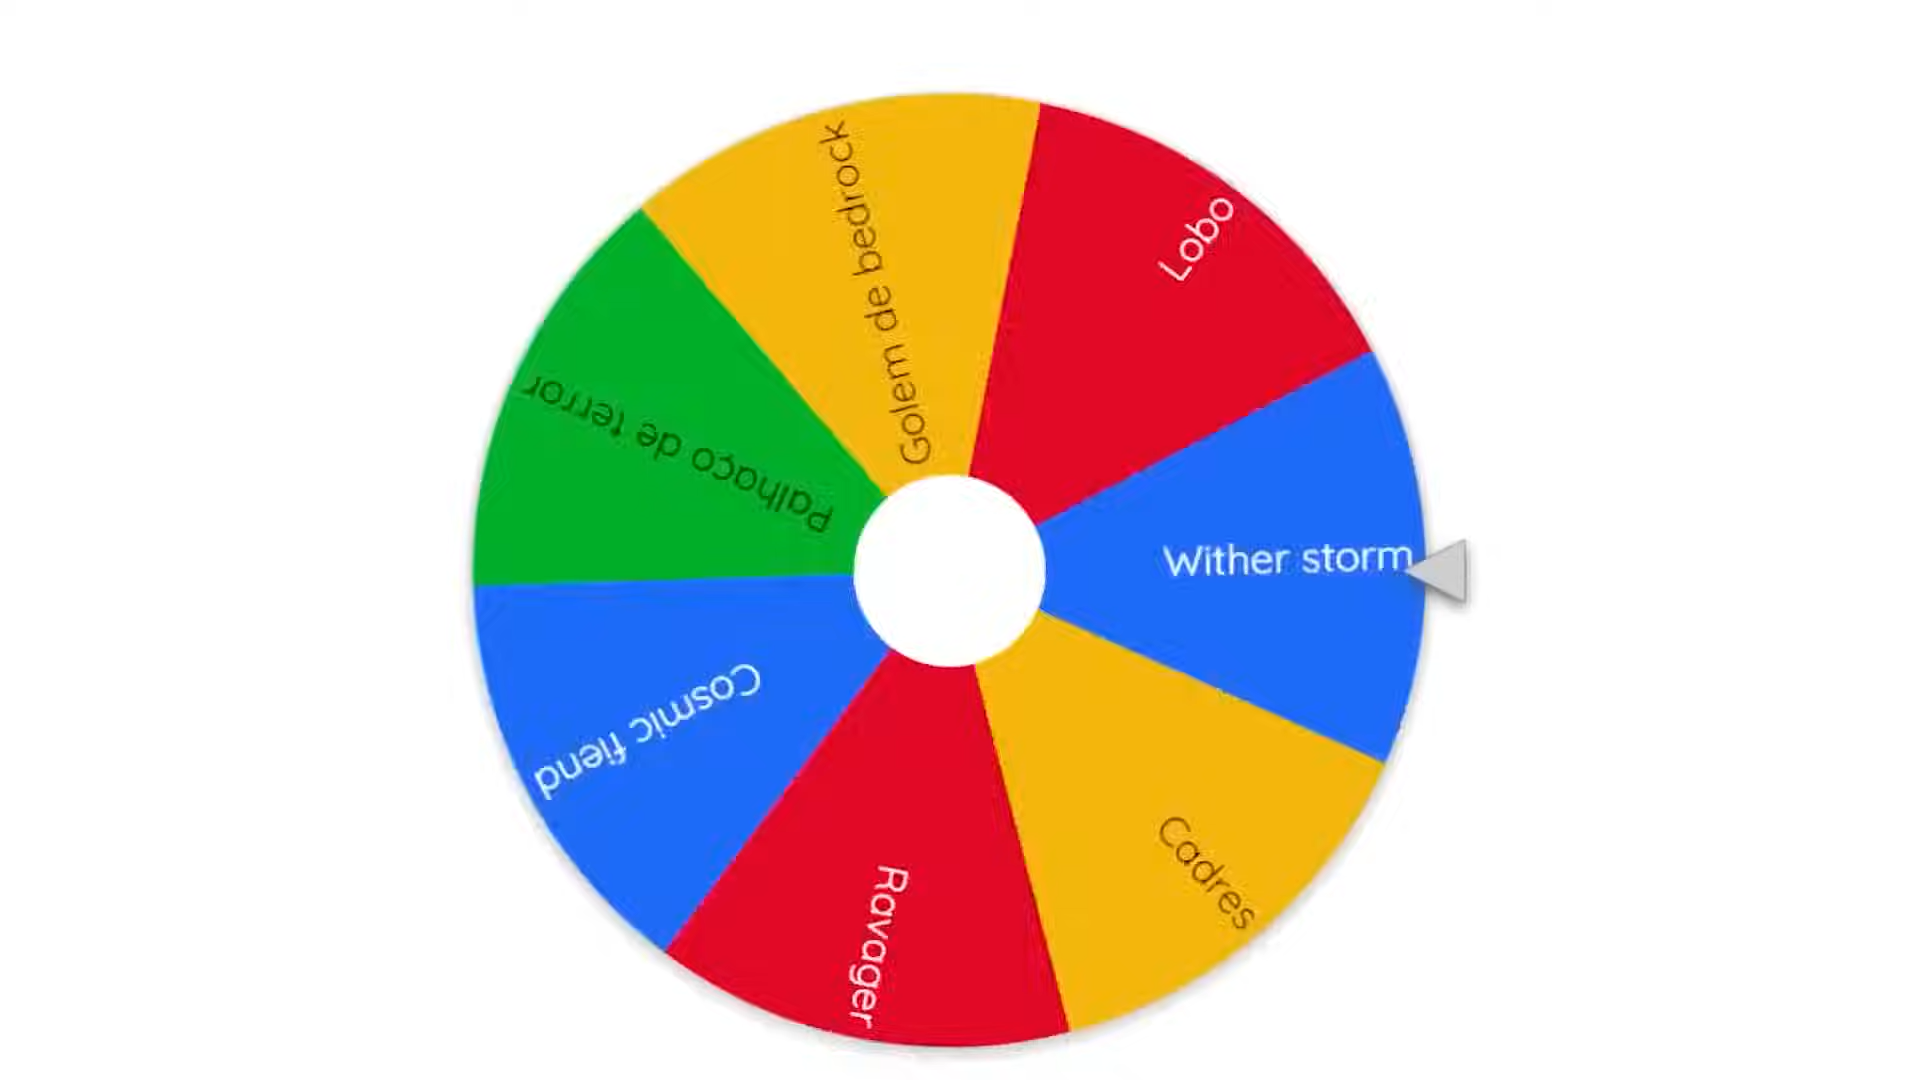 Golem de bedrock
Lobo
Wither storm
Cadres
Ravager
Cosmic fiend
Palhaço de terror